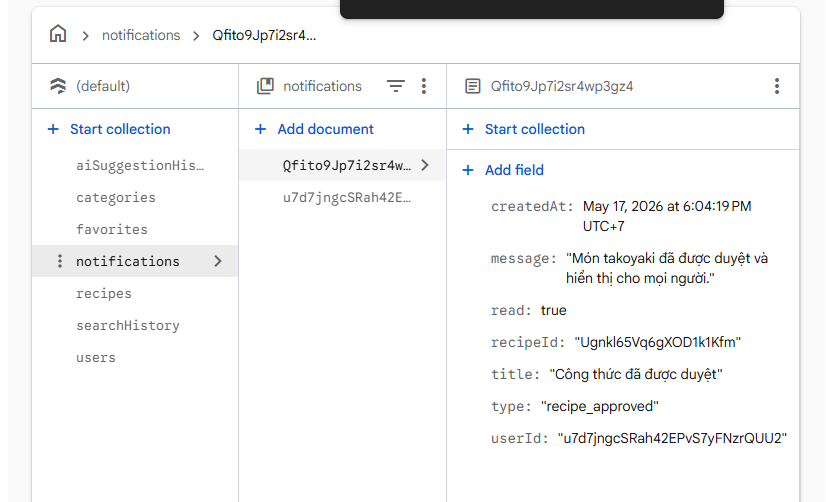 notifications
Qfito9Jp7i2sr4...
(default)
notifications
Qfito9Jp7i2sr4wp3gz4
+ Start collection
+ Add document
+ Start collection
aiSuggestionHis…
categories
favorites
notifications
recipes
searchHistory
users
Qfito9Jp7i2sr4w…
u7d7jngcSRah42E…
+ Add field
createdAt: May 17, 2026 at 6:04:19 PM
UTC+7
message: "Món takoyaki đã được duyệt và
hiển thị cho mọi người."
read: true
recipeId: "Ugnkl65Vq6gXOD1k1Kfm"
title: "Công thức đã được duyệt"
type: "recipe_approved"
userId: "u7d7jngcSRah42EPvS7yFNzrQUU2"